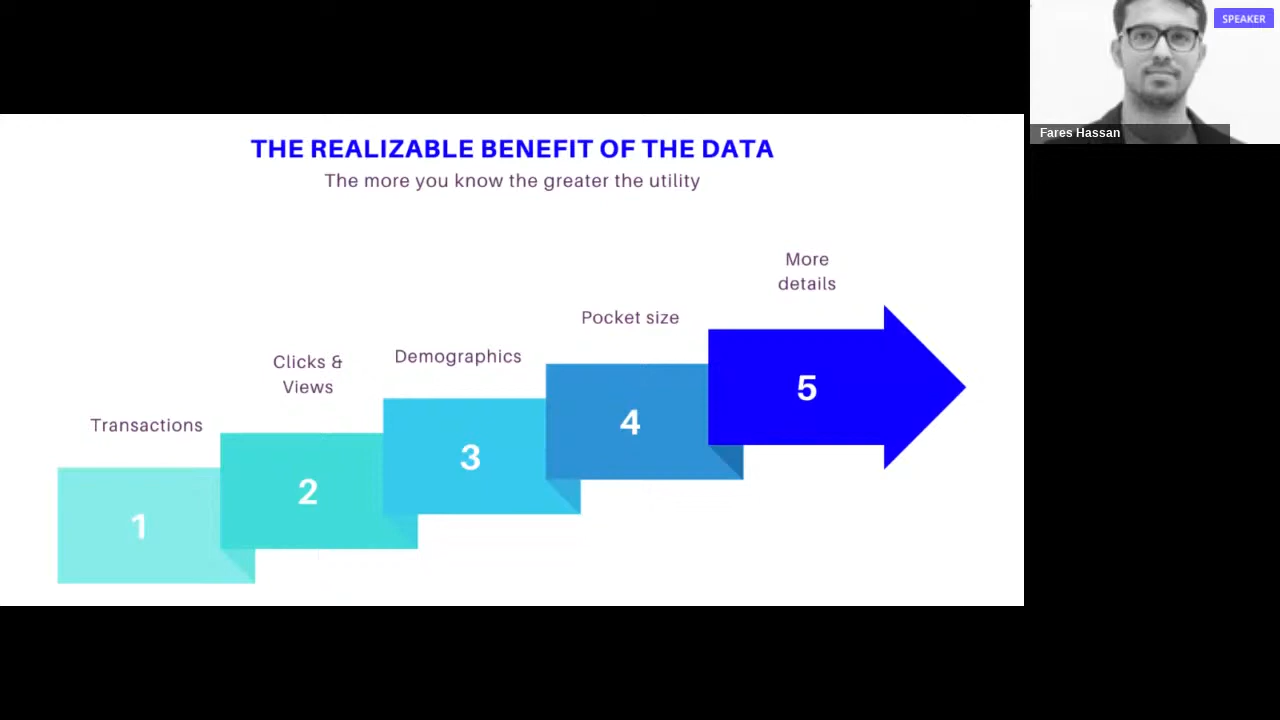 SPEAKER
Fares Hassan
THE REALIZABLE BENEFIT OF THE DATA
The more you know the greater the utility
More
details
Pocket size
Demographics
Clicks &
Views
Transactions
1
2
3
4
5